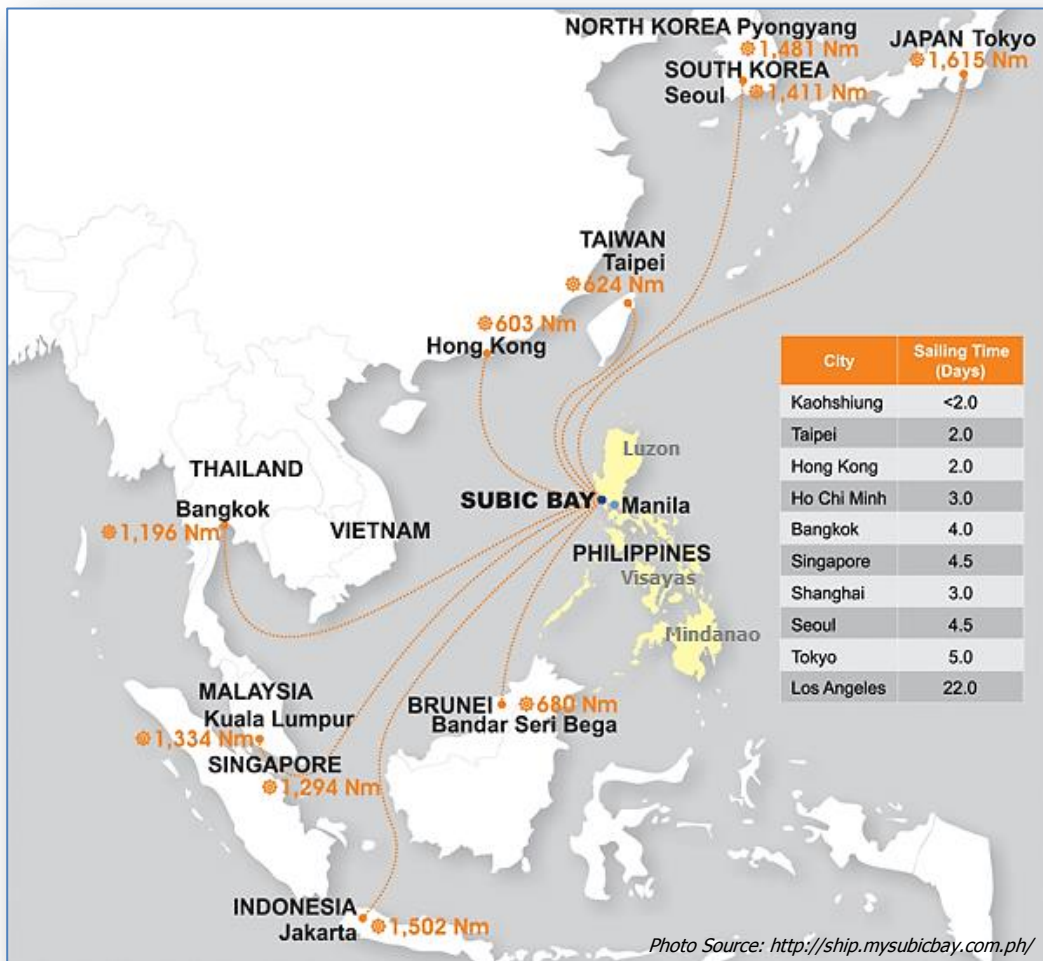 NORTH KOREA Pyongyang
1,481 Nm
SOUTH KOREA
Seoul
1,411 Nm
JAPAN Tokyo
1,615 Nm
TAIWAN
Taipei
624 Nm
603 Nm
Hong Kong
City Sailing Time (Days)
Kaohshiung <2.0
Taipei 2.0
Hong Kong 2.0
Ho Chi Minh 3.0
Bangkok 4.0
Singapore 4.5
Shanghai 3.0
Seoul 4.5
Tokyo 5.0
Los Angeles 22.0
Luzon
THAILAND
Bangkok
1,196 Nm
VIETNAM
SUBIC BAY
Manila
PHILIPPINES
Visayas
Mindanao
MALAYSIA
Kuala Lumpur
1,334 Nm
SINGAPORE
1,294 Nm
BRUNEI
680 Nm
Bandar Seri Bega
INDONESIA
Jakarta
1,502 Nm
Photo Source: http://ship.mysubicbay.com.ph/